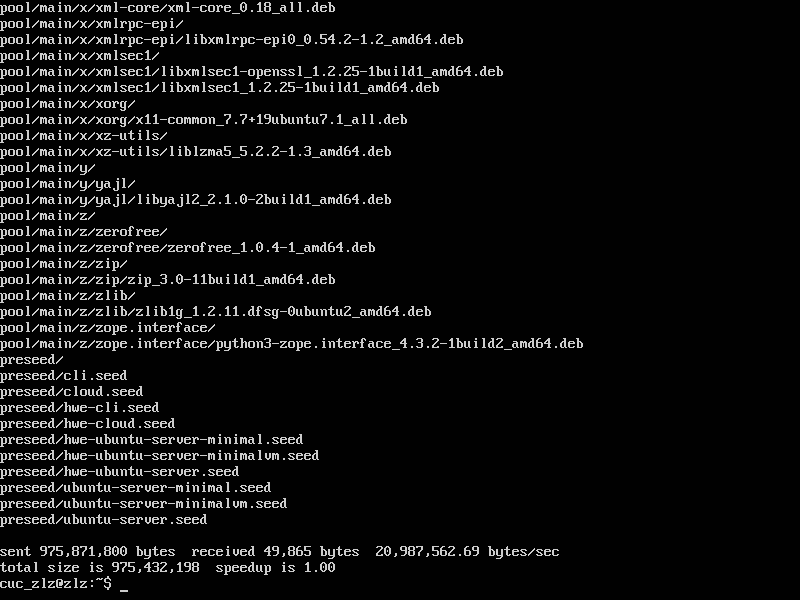 pool/main/x/xml-core/xml-core_0.18_all.deb
pool/main/x/xmlrpc-epi/
pool/main/x/xmlrpc-epi/libxmlrpc-epi0_0.54.2-1.2_amd64.deb
pool/main/x/xmlsec1/
pool/main/x/xmlsec1/libxmlsec1-openssl_1.2.25-1build1_amd64.deb
pool/main/x/xmlsec1/libxmlsec1_1.2.25-1build1_amd64.deb
pool/main/x/xorg/
pool/main/x/xorg/x11-common_7.7+19ubuntu7.1_all.deb
pool/main/x/xz-utils/
pool/main/x/xz-utils/liblzma5_5.2.2-1.3_amd64.deb
pool/main/y/
pool/main/y/yajl/
pool/main/y/yajl/libyajl2_2.1.0-2build1_amd64.deb
pool/main/z/
pool/main/z/zerofree/
pool/main/z/zerofree/zerofree_1.0.4-1_amd64.deb
pool/main/z/zip/
pool/main/z/zip/zip_3.0-11build1_amd64.deb
pool/main/z/zlib/
pool/main/z/zlib/zlib1g_1.2.11.dfsg-0ubuntu2_amd64.deb
pool/main/z/zope.interface/
pool/main/z/zope.interface/python3-zope.interface_4.3.2-1build2_amd64.deb
preseed/
preseed/cli.seed
preseed/cloud.seed
preseed/hwe-cli.seed
preseed/hwe-cloud.seed
preseed/hwe-ubuntu-server-minimal.seed
preseed/hwe-ubuntu-server-minimalvm.seed
preseed/hwe-ubuntu-server.seed
preseed/ubuntu-server-minimal.seed
preseed/ubuntu-server-minimalvm.seed
preseed/ubuntu-server.seed
sent 975,871,800 bytes  received 49,865 bytes  20,987,562.69 bytes/sec
total size is 975,432,198  speedup is 1.00
cuc_zlz@zlz:~$ _